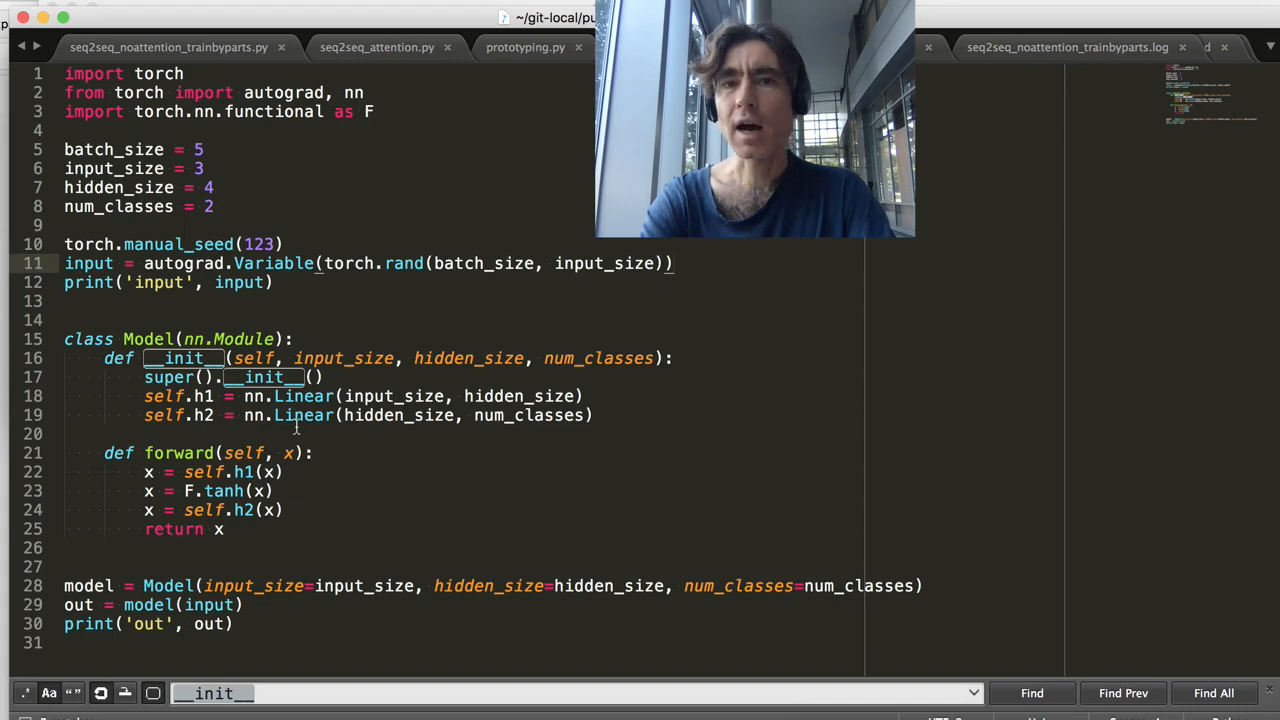 ~/git-local/pu
seq2seq_noattention_trainbyparts.py
seq2seq_attention.py
prototyping.py
seq2seq_noattention_trainbyparts.log
d
1 import torch
2 from torch import autograd, nn
3 import torch.nn.functional as F
4
5 batch_size = 5
6 input_size = 3
7 hidden_size = 4
8 num_classes = 2
9
10 torch.manual_seed(123)
11 input = autograd.Variable(torch.rand(batch_size, input_size))
12 print('input', input)
13
14
15 class Model(nn.Module):
16 def __init__(self, input_size, hidden_size, num_classes):
17 super().__init__()
18 self.h1 = nn.Linear(input_size, hidden_size)
19 self.h2 = nn.Linear(hidden_size, num_classes)
20
21 def forward(self, x):
22 x = self.h1(x)
23 x = F.tanh(x)
24 x = self.h2(x)
25 return x
26
27
28 model = Model(input_size=input_size, hidden_size=hidden_size, num_classes=num_classes)
29 out = model(input)
30 print('out', out)
31
.* Aa “” __init__ Find Find Prev Find All